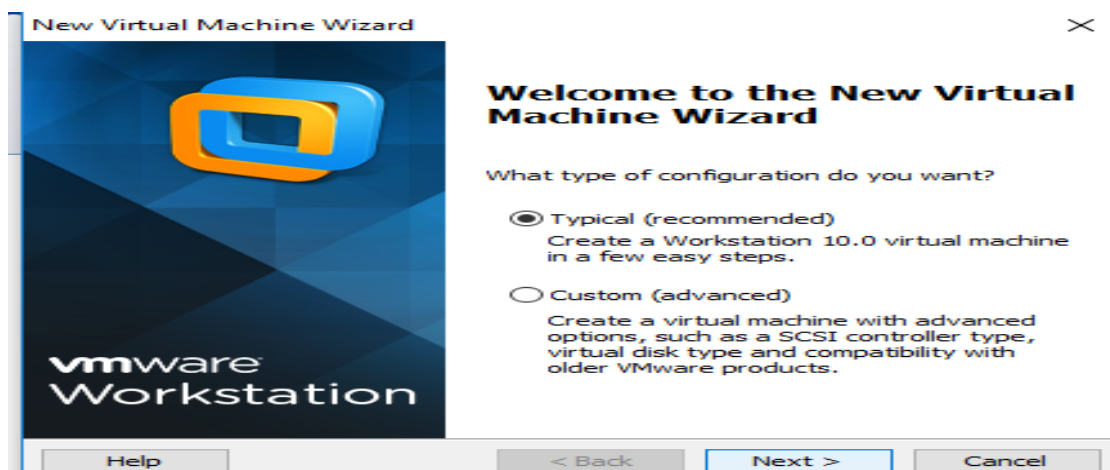 New Virtual Machine Wizard
Welcome to the New Virtual
Machine Wizard
What type of configuration do you want?
Typical (recommended)
Create a Workstation 10.0 virtual machine
in a few easy steps.
Custom (advanced)
Create a virtual machine with advanced
options, such as a SCSI controller type,
virtual disk type and compatibility with
older VMware products.
vmware
Workstation
Help
< Back
Next >
Cancel